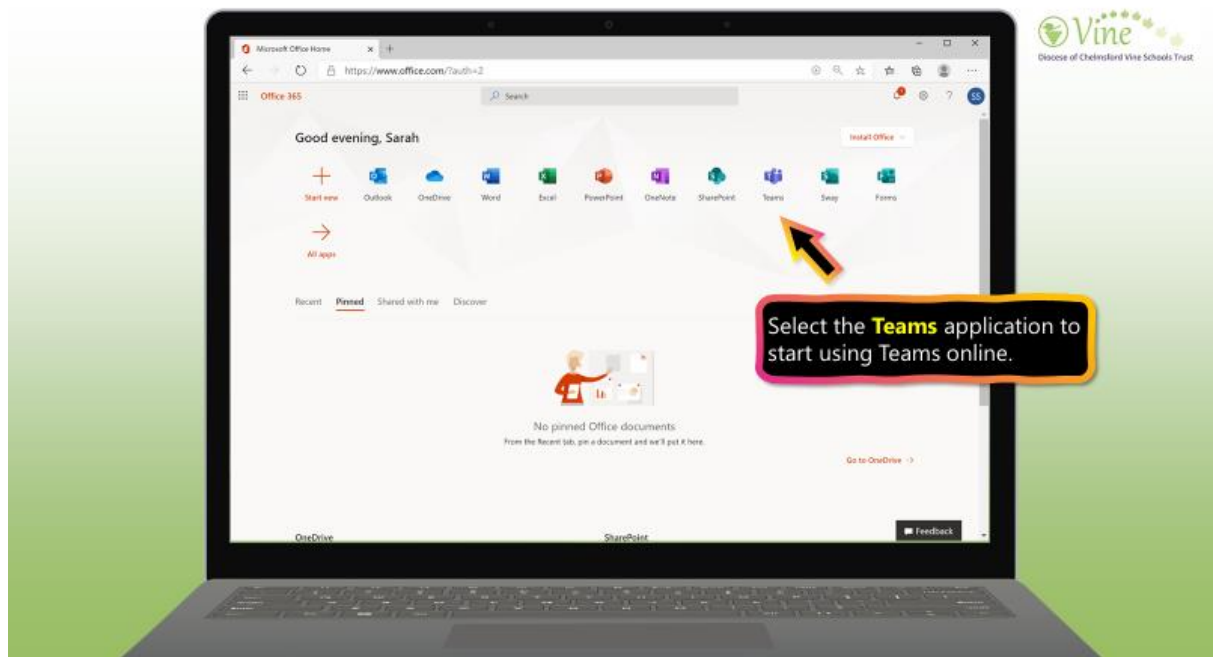 Vine
Diocese of Chelmsford Vine Schools Trust
Microsoft Office Home
https://www.office.com/?auth=2
Office 365
Search
SS
Good evening, Sarah
Install Office
Start new
Outlook
OneDrive
Word
Excel
PowerPoint
OneNote
SharePoint
Teams
Sway
Forms
All apps
Recent Pinned Shared with me Discover
Select the Teams application to
start using Teams online.
No pinned Office documents
From the Recent tab, pin a document and we'll put it here.
Go to OneDrive
Feedback
OneDrive
SharePoint